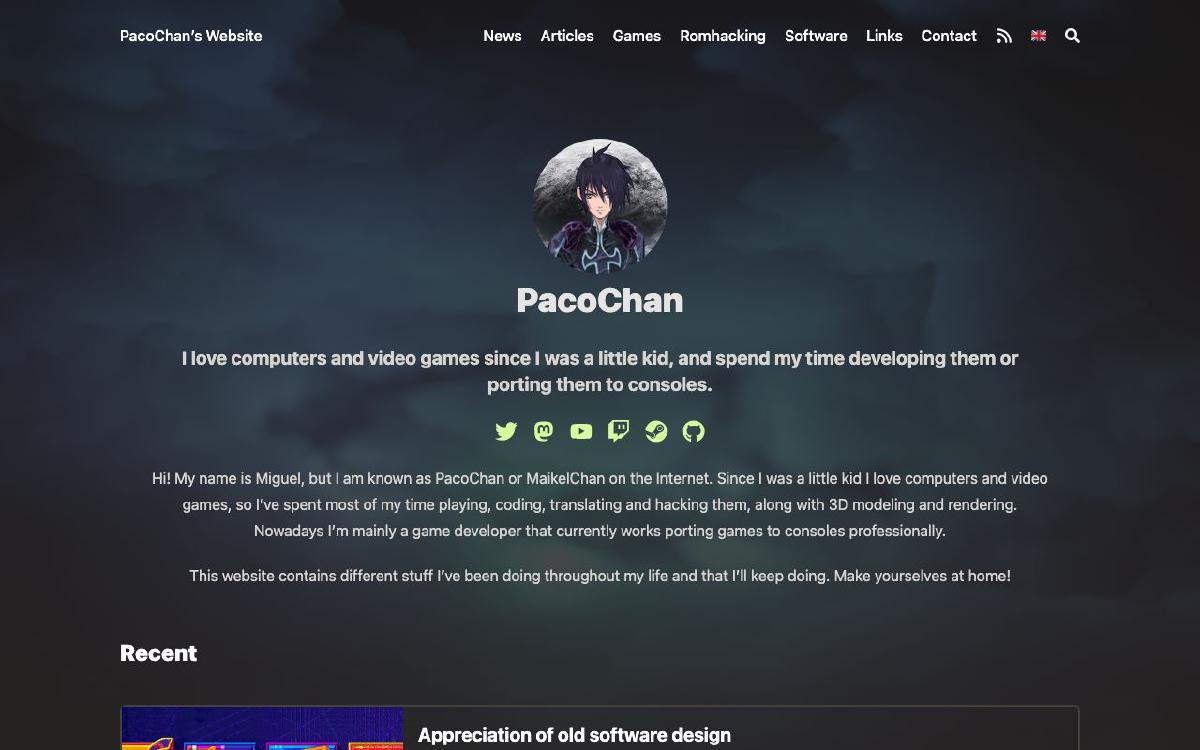 PacoChan's Website
News Articles Games Romhacking Software Links Contact
PacoChan
I love computers and video games since I was a little kid, and spend my time developing them or
porting them to consoles.
Hi! My name is Miguel, but I am known as PacoChan or MaikelChan on the Internet. Since I was a little kid I love computers and video
games, so I've spent most of my time playing, coding, translating and hacking them, along with 3D modeling and rendering.
Nowadays I'm mainly a game developer that currently works porting games to consoles professionally.
This website contains different stuff I've been doing throughout my life and that I'll keep doing. Make yourselves at home!
Recent
Appreciation of old software design